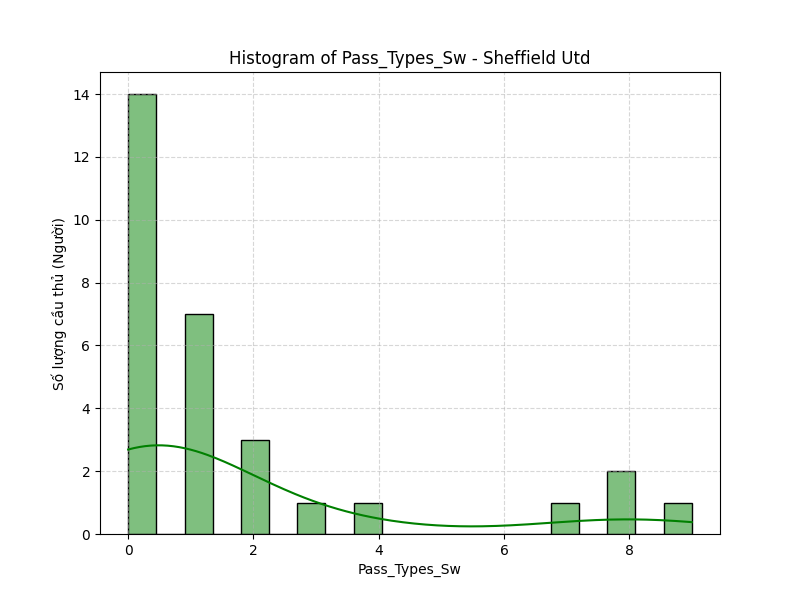 Histogram of Pass_Types_Sw - Sheffield Utd
Số lượng cầu thủ (Người)
14
12
10
8
6
4
2
0
0 2 4 6 8
Pass_Types_Sw